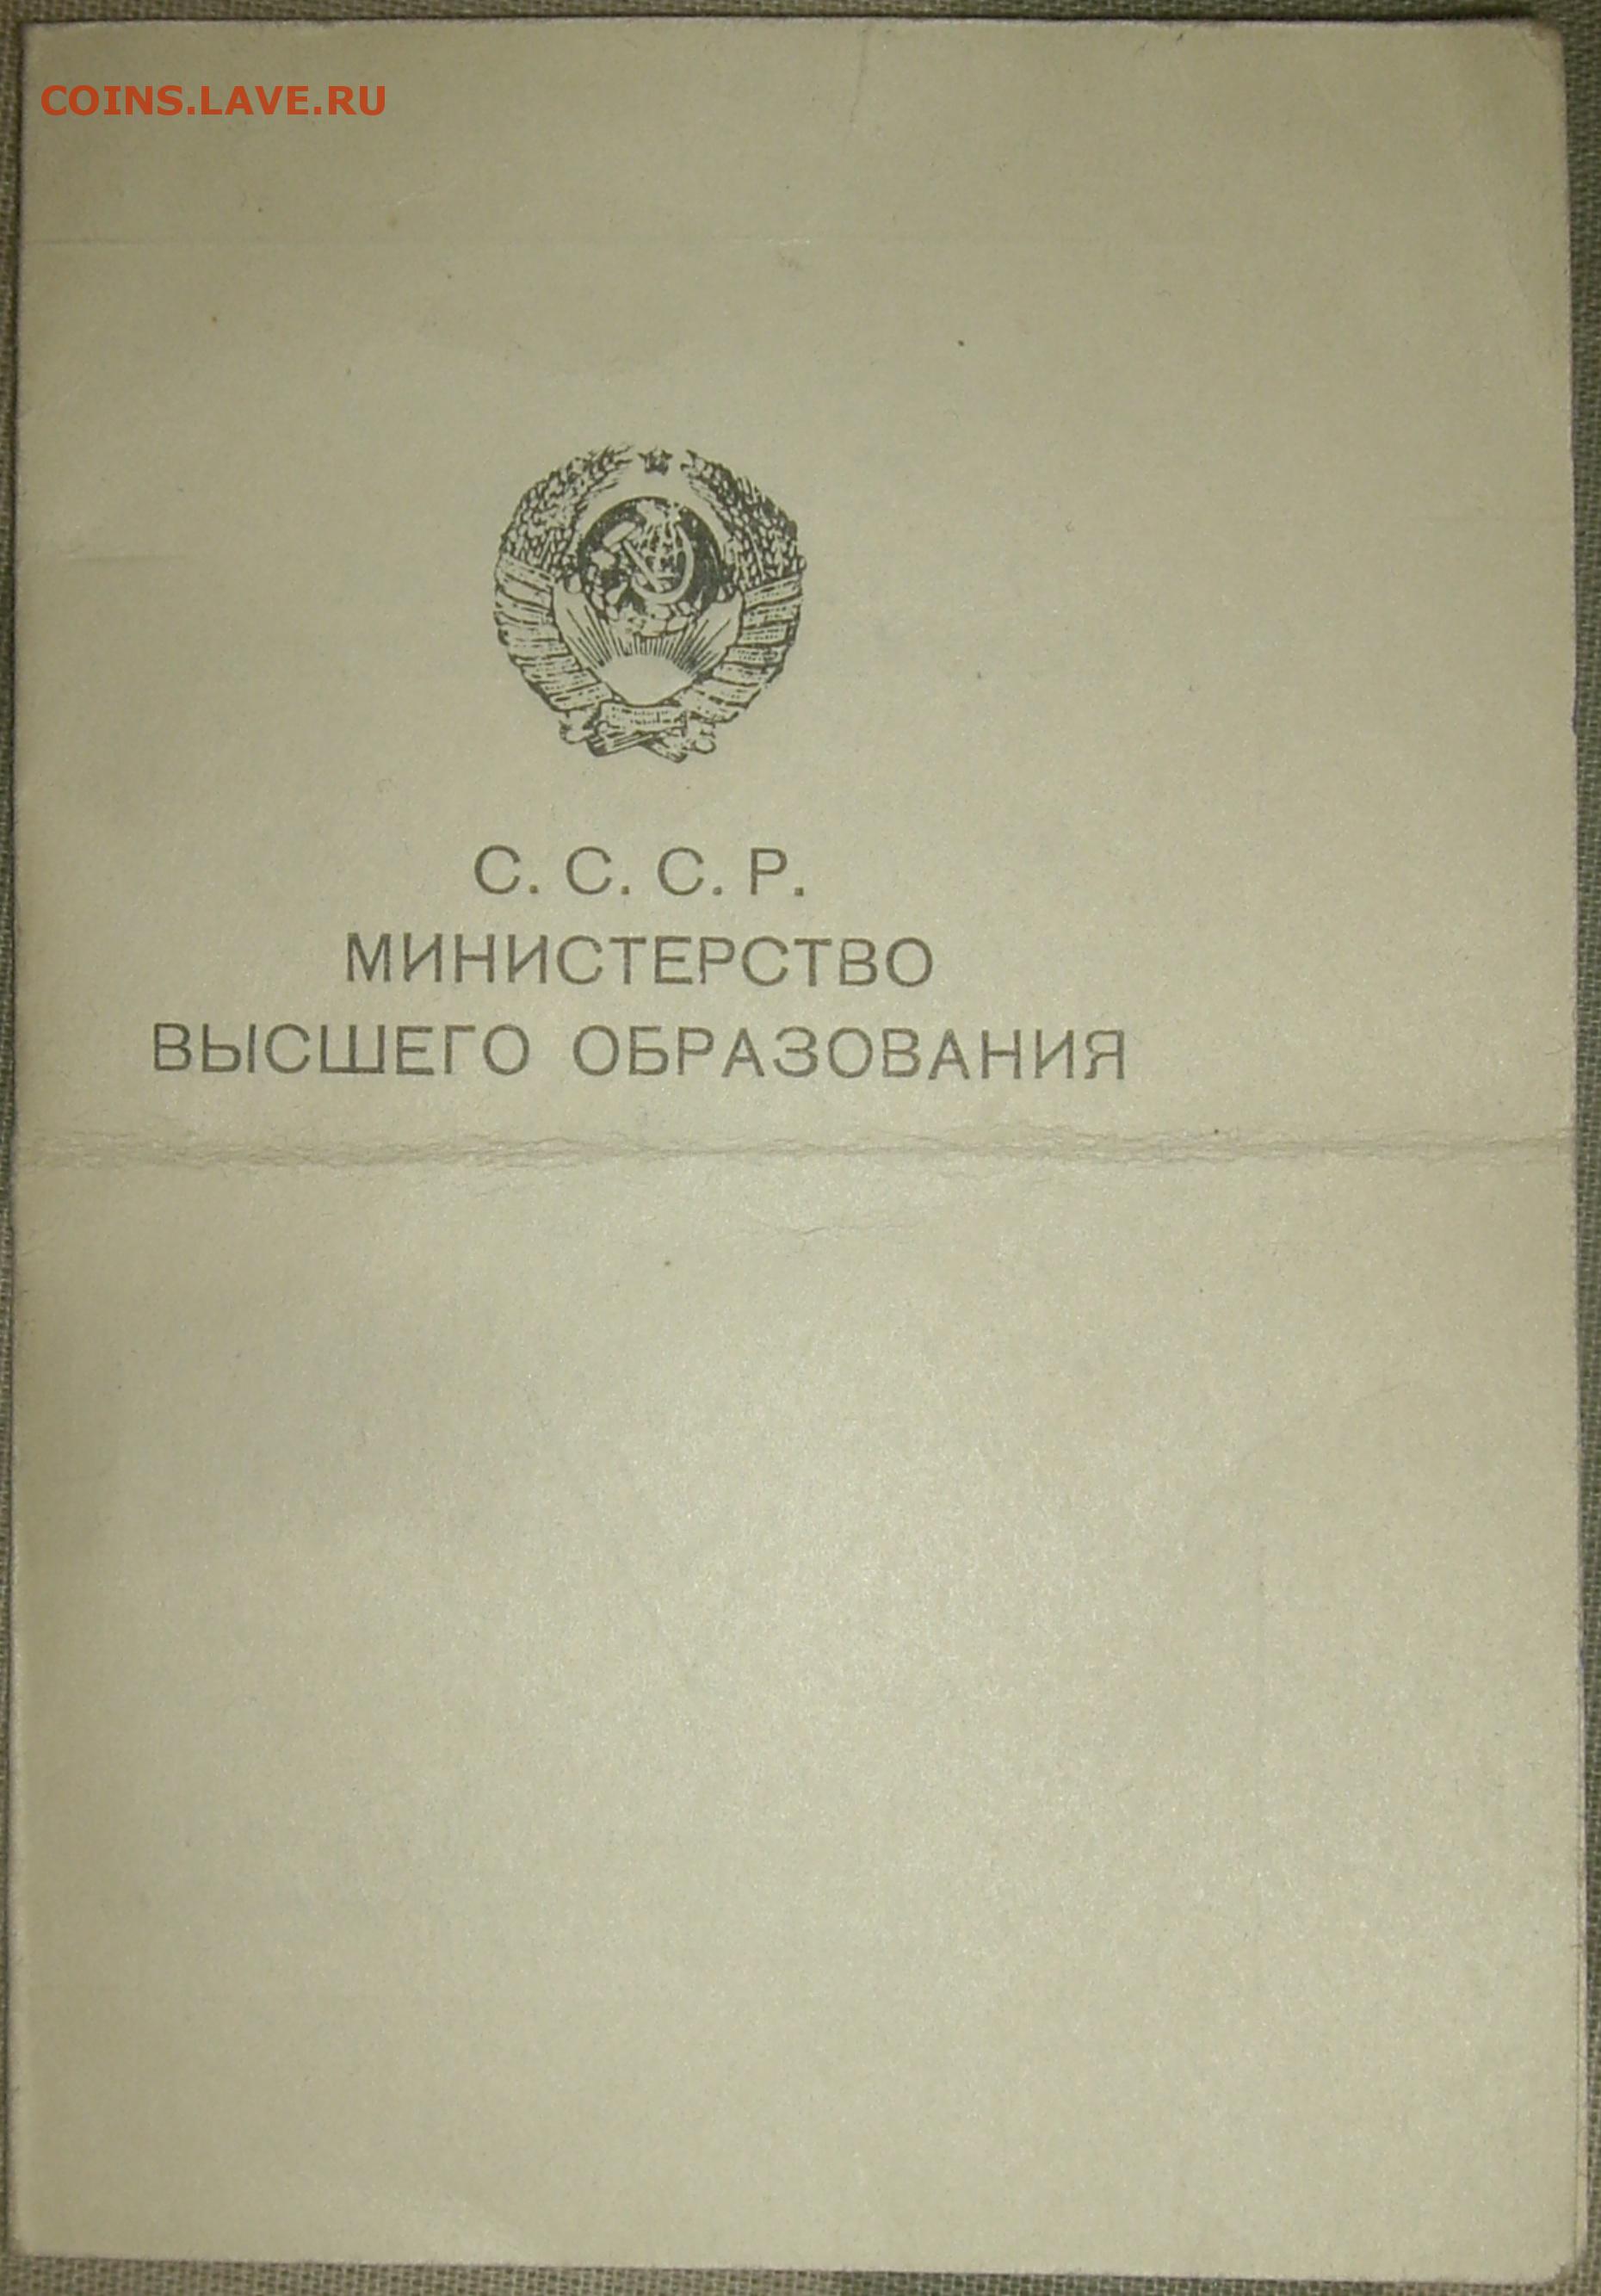 COINS.LAVE.RU
С. С. С. Р.
МИНИСТЕРСТВО
ВЫСШЕГО ОБРАЗОВАНИЯ